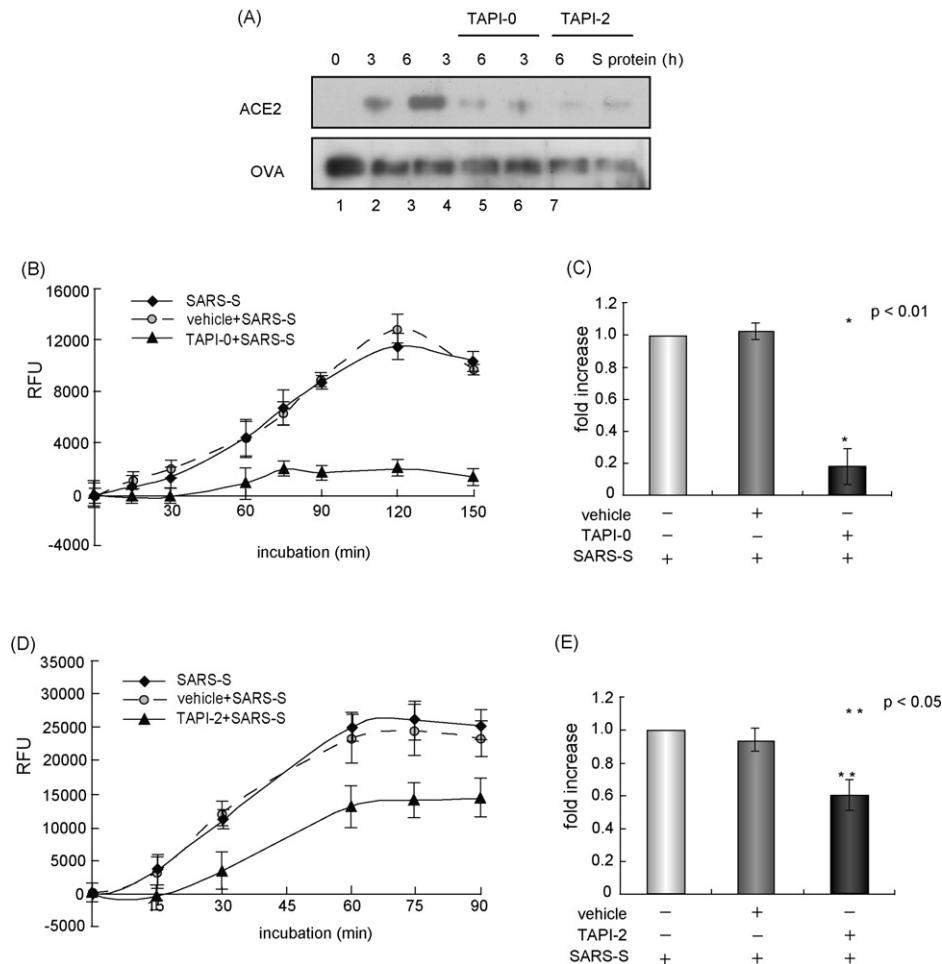 (A)
TAPI-0 TAPI-2
0 3 6 3 6 3 6 S protein (h)
ACE2
OVA
1 2 3 4 5 6 7
(B)
16000
12000
8000
4000
0
-4000
RFU
SARS-S
vehicle+SARS-S
TAPI-0+SARS-S
30 60 90 120 150
incubation (min)
(C)
1.2
1.0
0.8
0.6
0.4
0.2
0
fold increase
* p < 0.01
*
vehicle − + −
TAPI-0 − − +
SARS-S + + +
(D)
35000
30000
25000
20000
15000
10000
5000
0
-5000
RFU
SARS-S
vehicle+SARS-S
TAPI-2+SARS-S
15 30 45 60 75 90
incubation (min)
(E)
1.2
1
0.8
0.6
0.4
0.2
0
fold increase
** p < 0.05
**
vehicle − + −
TAPI-2 − − +
SARS-S + + +